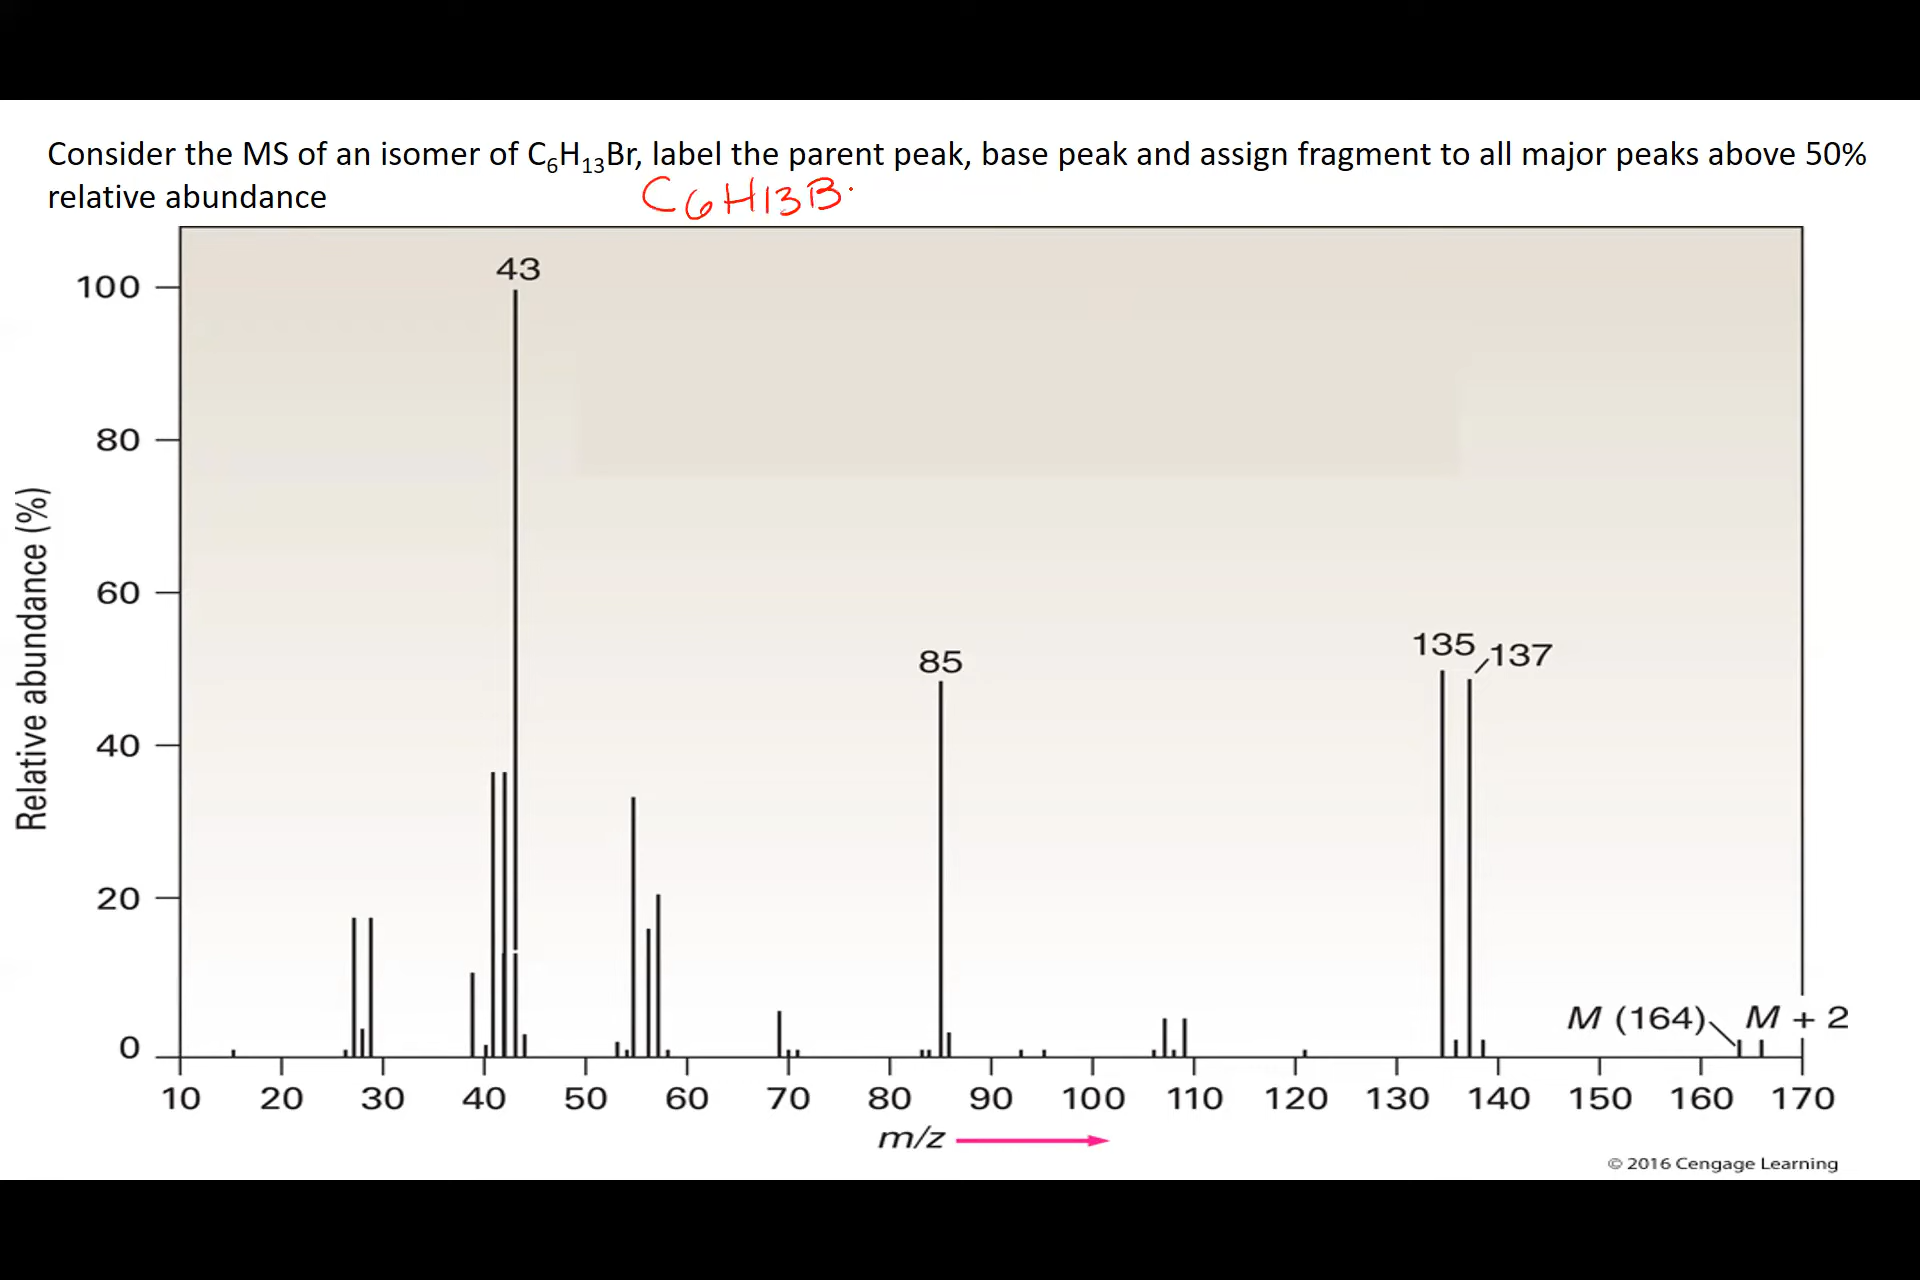 Consider the MS of an isomer of C₆H₁₃Br, label the parent peak, base peak and assign fragment to all major peaks above 50%
relative abundance
C6H13B
43
100
80
60
40
20
0
Relative abundance (%)
85
135
137
M (164)
M + 2
10 20 30 40 50 60 70 80 90 100 110 120 130 140 150 160 170
m/z
© 2016 Cengage Learning